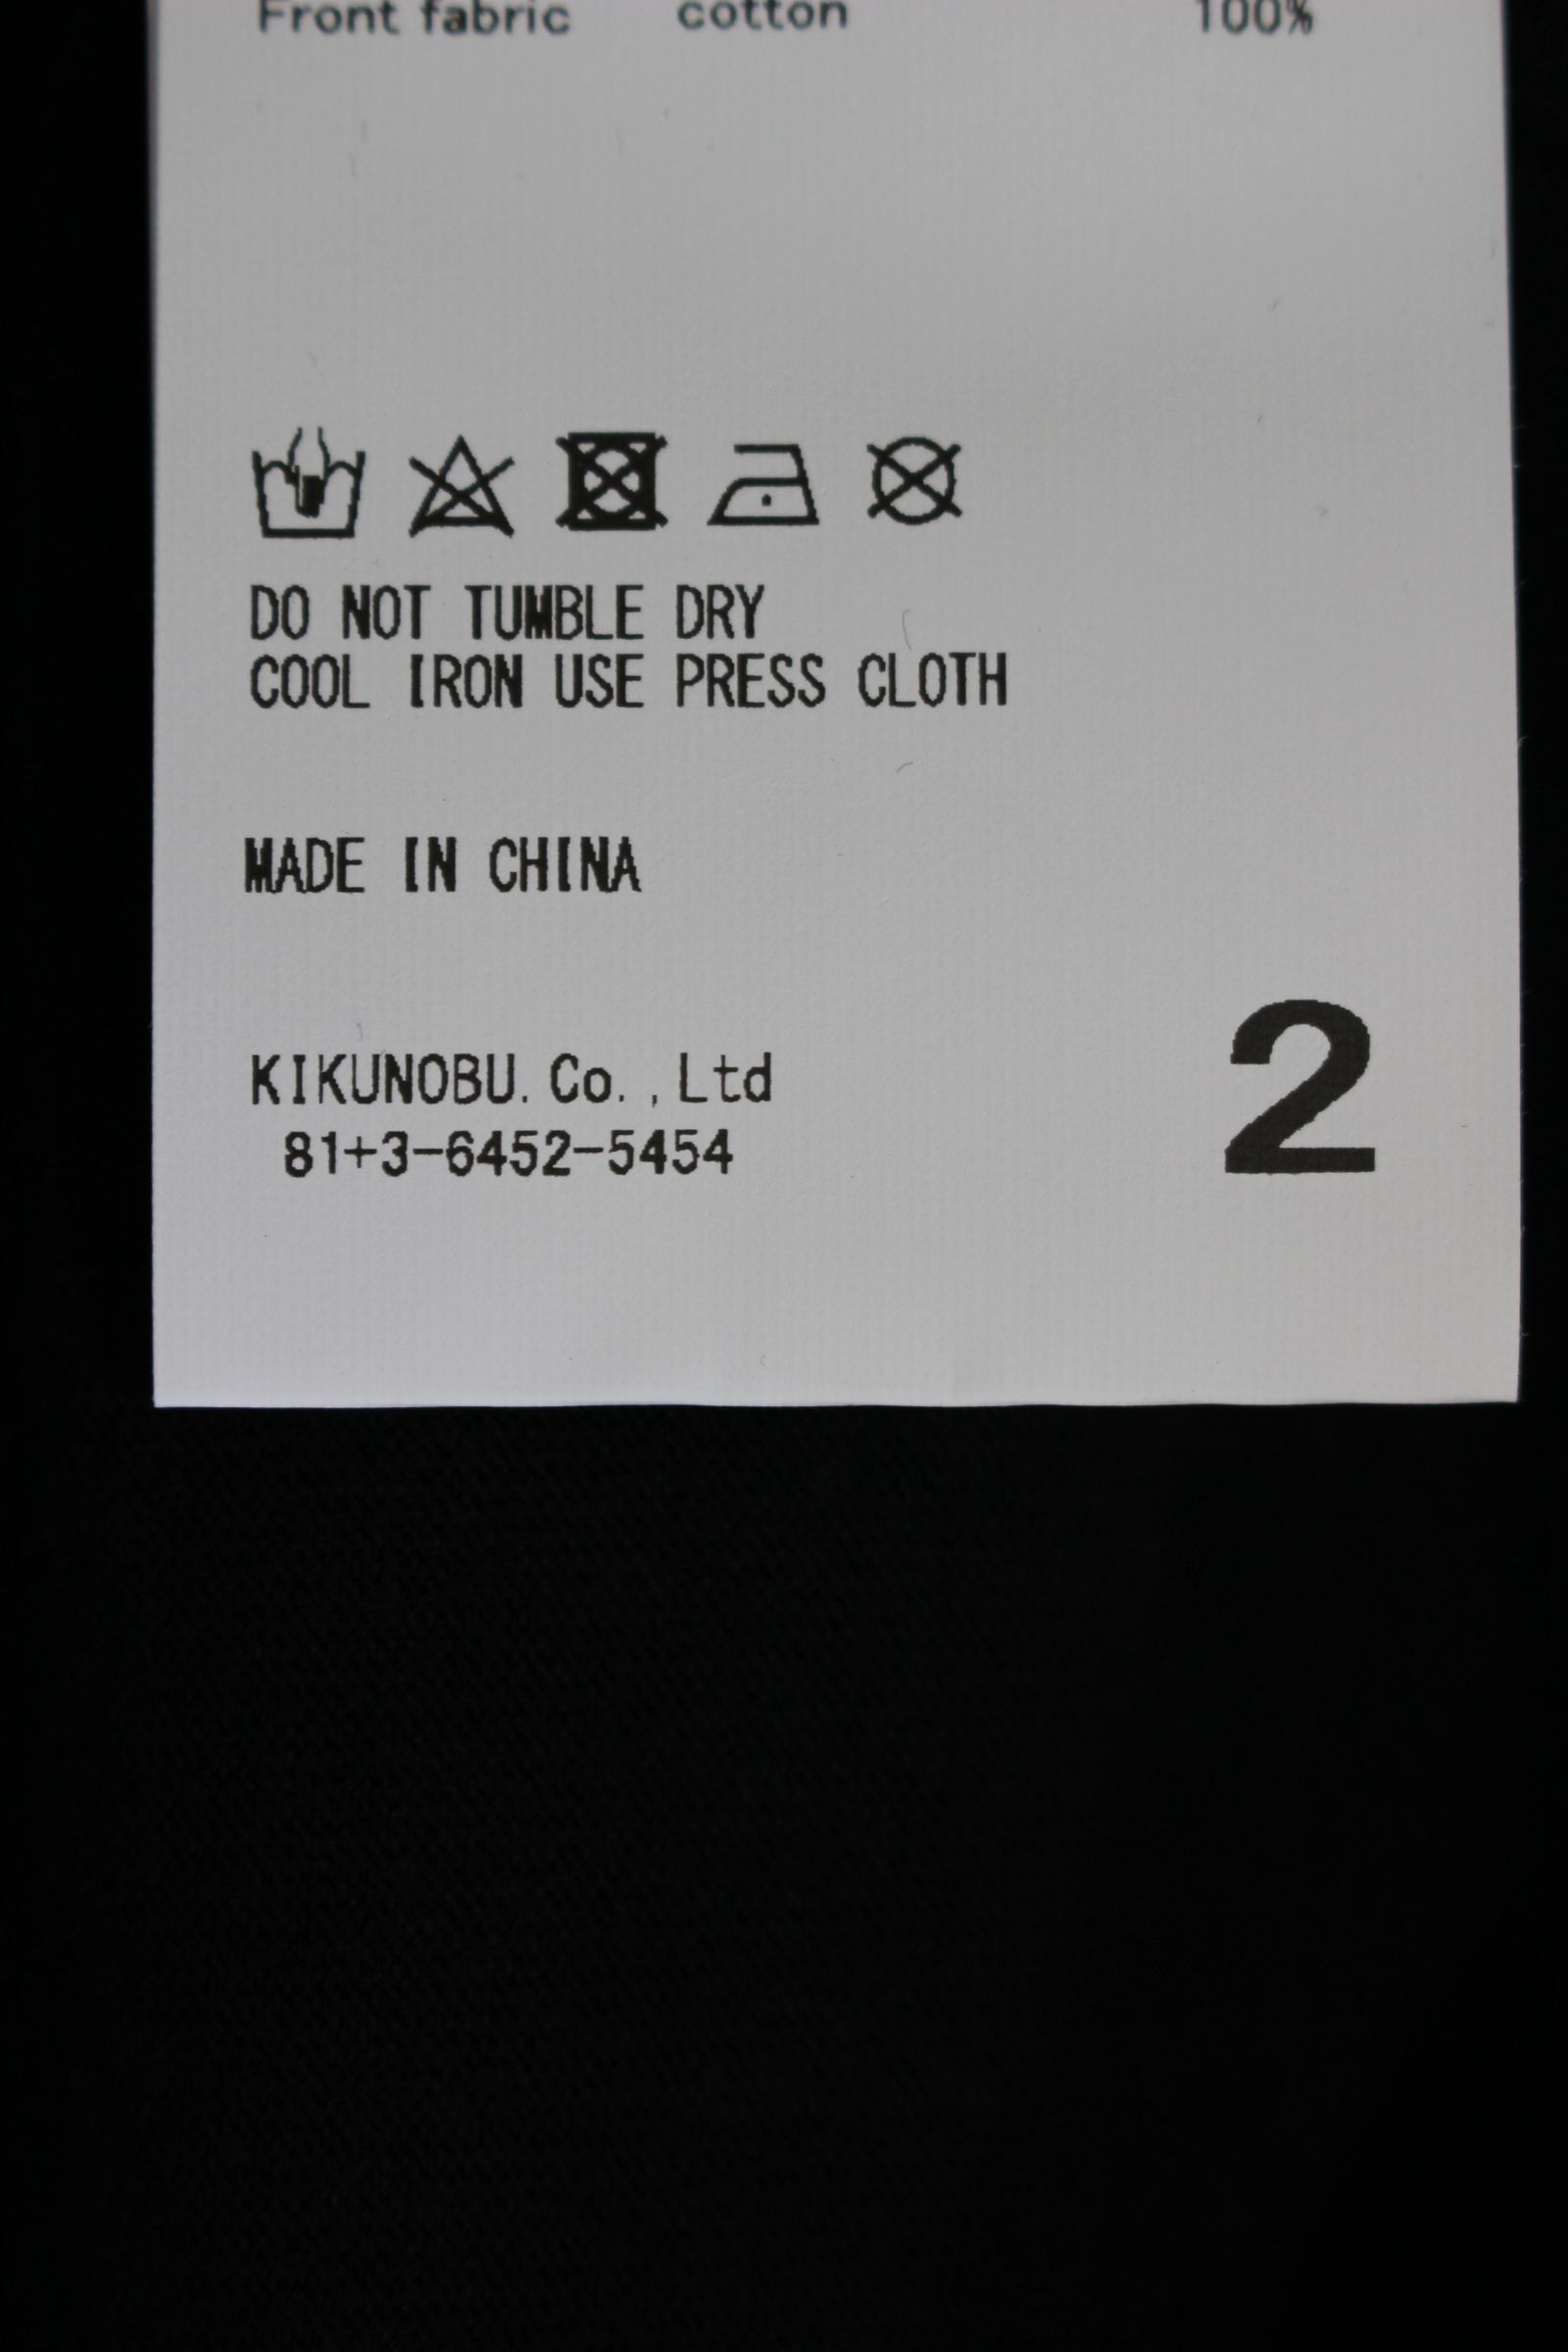 Front fabric cotton 100%
DO NOT TUMBLE DRY
COOL IRON USE PRESS CLOTH
MADE IN CHINA
KIKUNOBU. Co. , Ltd
81+3-6452-5454
2